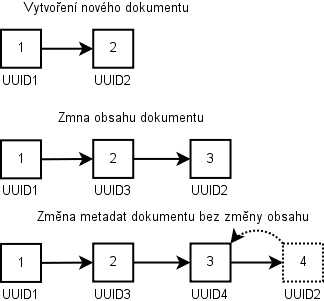 Vytvoření nového dokumentu
1 2
UUID1 UUID2
Zmna obsahu dokumentu
1 2 3
UUID1 UUID3 UUID2
Změna metadat dokumentu bez změny obsahu
1 2 3 4
UUID1 UUID3 UUID4 UUID2